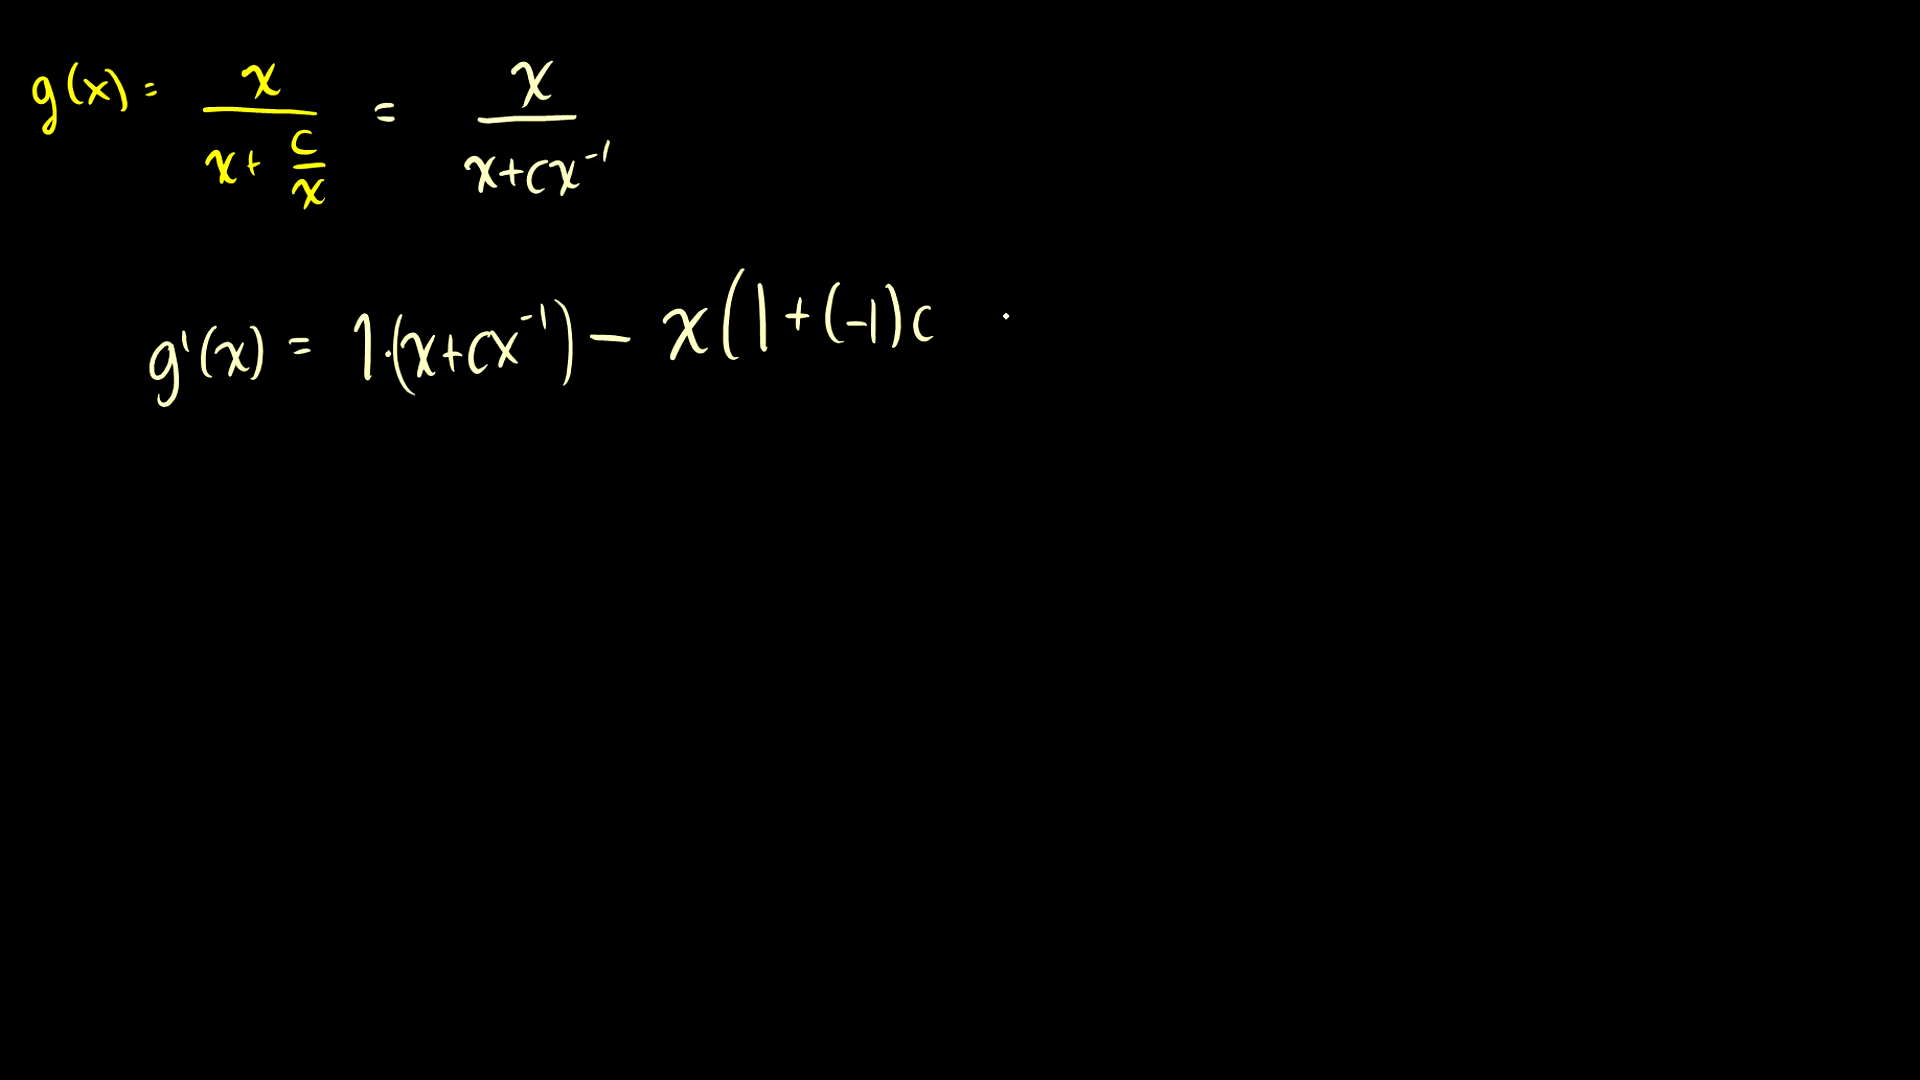 g(x) = x / (x + c/x) = x / (x + cx⁻¹)
g'(x) = 1·(x + cx⁻¹) − x(1 + (−1)c